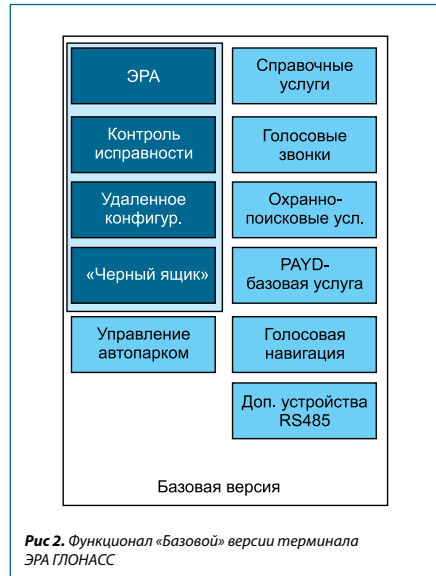 ЭРА
Контроль
исправности
Удаленное
конфигур.
«Черный ящик»
Управление
автопарком
Справочные
услуги
Голосовые
звонки
Охранно-
поисковые усл.
PAYD-
базовая услуга
Голосовая
навигация
Доп. устройства
RS485
Базовая версия
Рис 2. Функционал «Базовой» версии терминала
ЭРА ГЛОНАСС